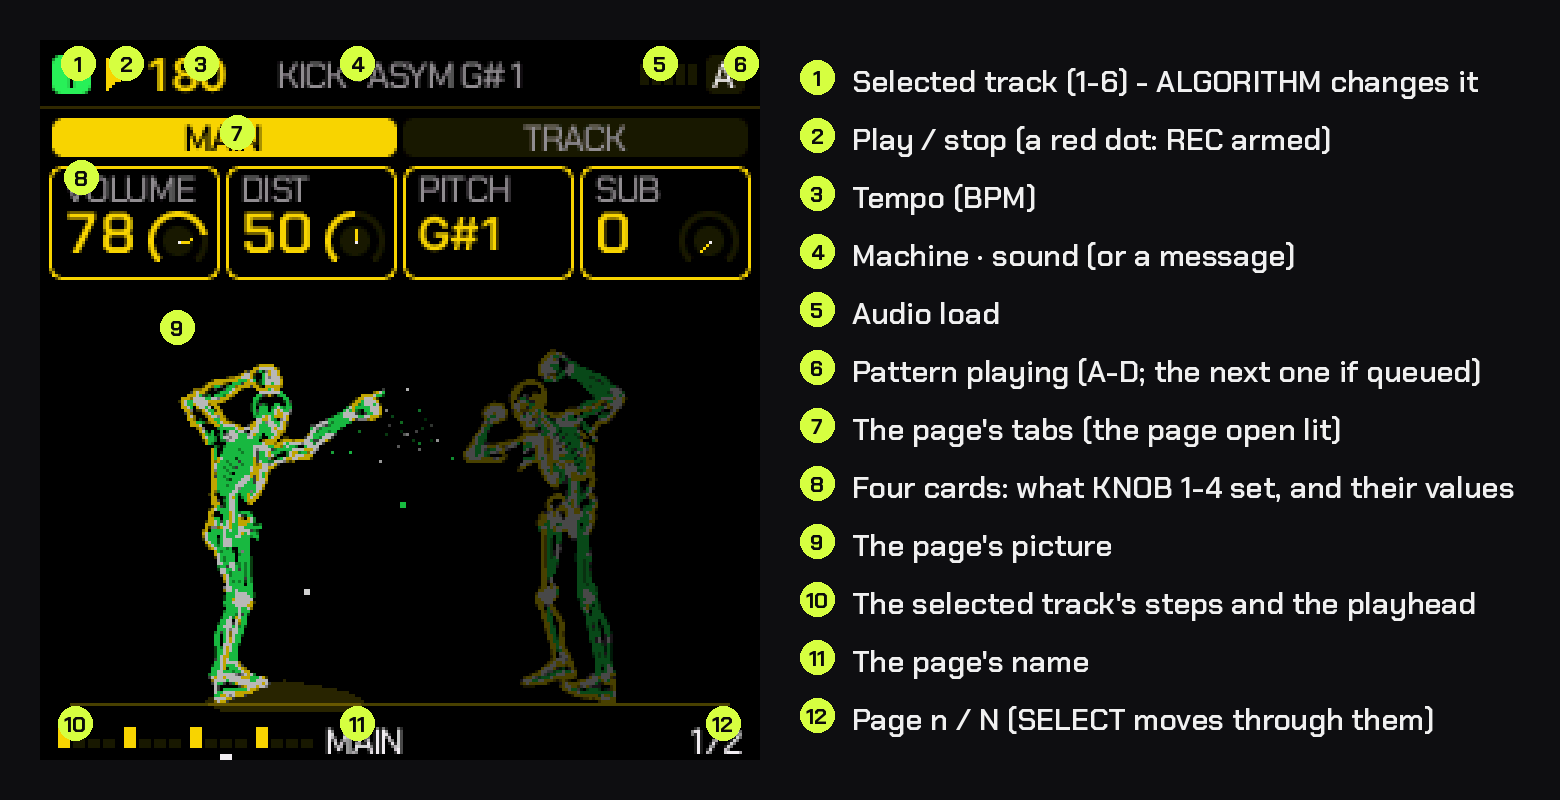 1 2 3 4 5 6
180 KICK ASYM G#1 A
7
MAIN TRACK
8
VOLUME DIST PITCH SUB
78 50 G#1 0
9
10 11 12
MAIN 1/2
1 Selected track (1-6) - ALGORITHM changes it
2 Play / stop (a red dot: REC armed)
3 Tempo (BPM)
4 Machine · sound (or a message)
5 Audio load
6 Pattern playing (A-D; the next one if queued)
7 The page's tabs (the page open lit)
8 Four cards: what KNOB 1-4 set, and their values
9 The page's picture
10 The selected track's steps and the playhead
11 The page's name
12 Page n / N (SELECT moves through them)